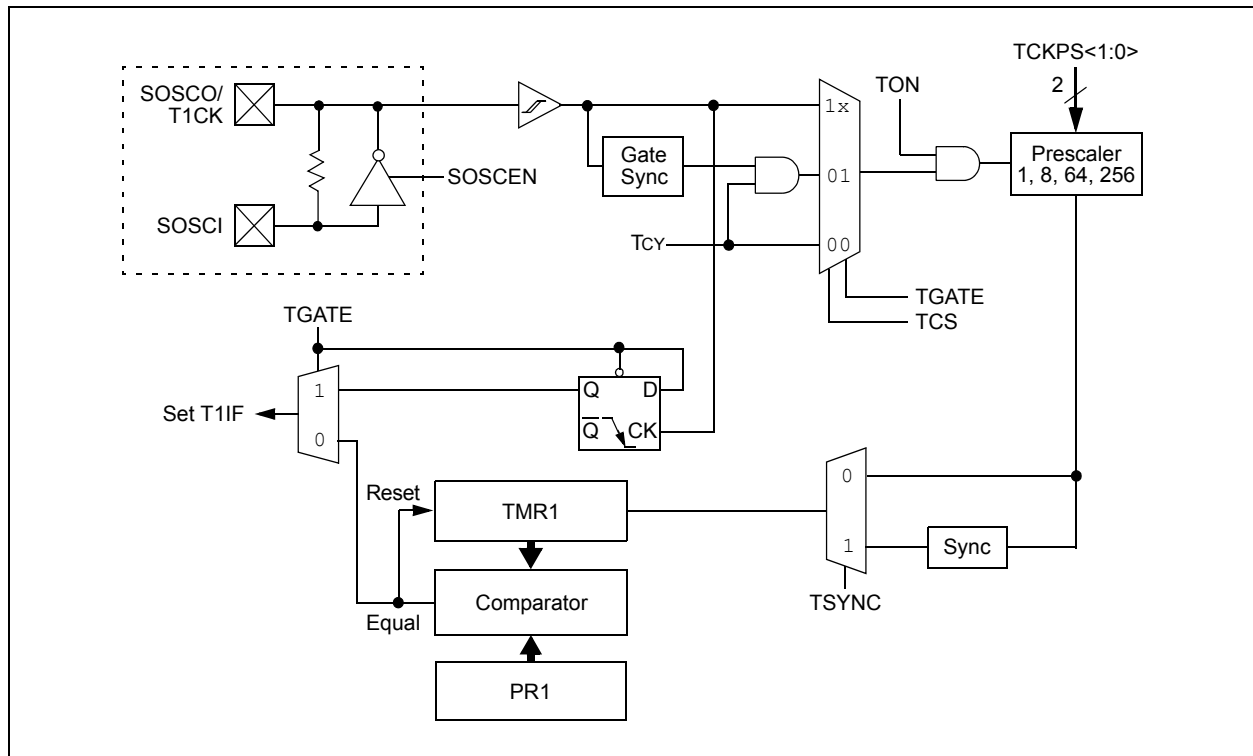 SOSCO/
T1CK
SOSCI
SOSCEN
Gate
Sync
TCY
1x
01
00
TON
TCKPS<1:0>
2
Prescaler
1, 8, 64, 256
TGATE
TCS
TGATE
1
0
Set T1IF
Q
D
Q
CK
Reset
TMR1
Equal
Comparator
PR1
0
1
Sync
TSYNC